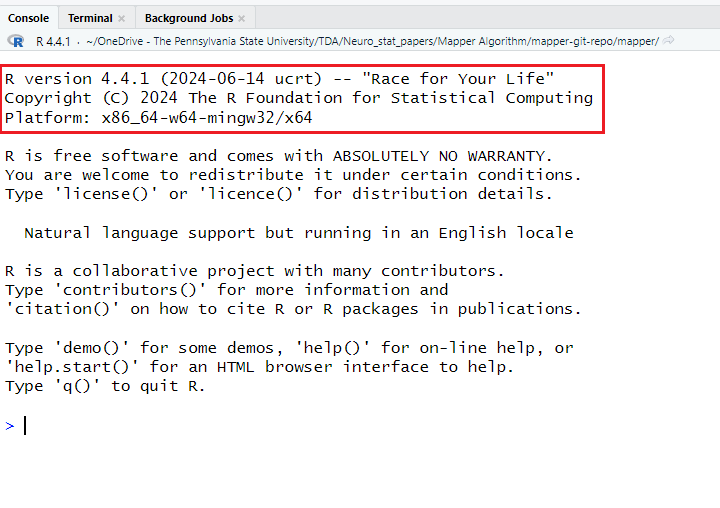 Console Terminal Background Jobs
R R 4.4.1 · ~/OneDrive - The Pennsylvania State University/TDA/Neuro_stat_papers/Mapper Algorithm/mapper-git-repo/mapper/
R version 4.4.1 (2024-06-14 ucrt) -- "Race for Your Life"
Copyright (C) 2024 The R Foundation for Statistical Computing
Platform: x86_64-w64-mingw32/x64
R is free software and comes with ABSOLUTELY NO WARRANTY.
You are welcome to redistribute it under certain conditions.
Type 'license()' or 'licence()' for distribution details.
Natural language support but running in an English locale
R is a collaborative project with many contributors.
Type 'contributors()' for more information and
'citation()' on how to cite R or R packages in publications.
Type 'demo()' for some demos, 'help()' for on-line help, or
'help.start()' for an HTML browser interface to help.
Type 'q()' to quit R.
>